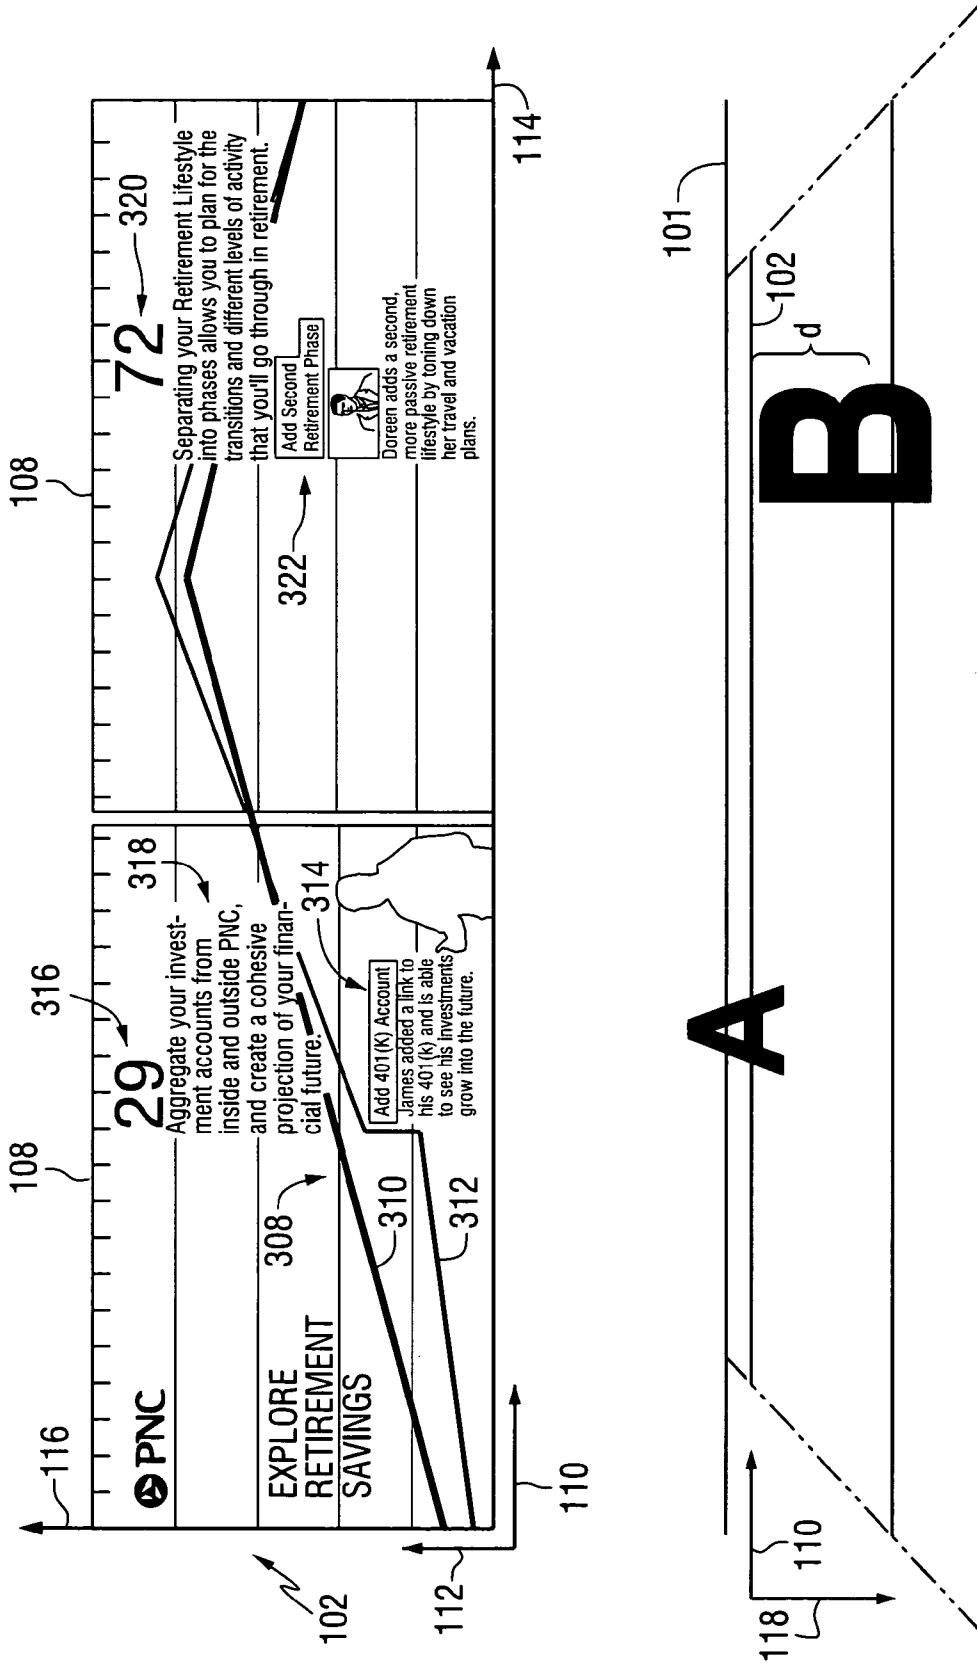 108
108
116
PNC
29
316
318
Aggregate your invest-
ment accounts from
inside and outside PNC,
and create a cohesive
projection of your finan-
cial future.
EXPLORE
RETIREMENT
SAVINGS
308
310
312
314
Add 401(K) Account
James added a link to
his 401(k) and is able
to see his investments
grow into the future.
72
320
Separating your Retirement Lifestyle
into phases allows you to plan for the
transitions and different levels of activity
that you'll go through in retirement.
322
Add Second
Retirement Phase
Doreen adds a second,
more passive retirement
lifestyle by toning down
her travel and vacation
plans.
102
112
110
114
101
A
102
B
d
110
118